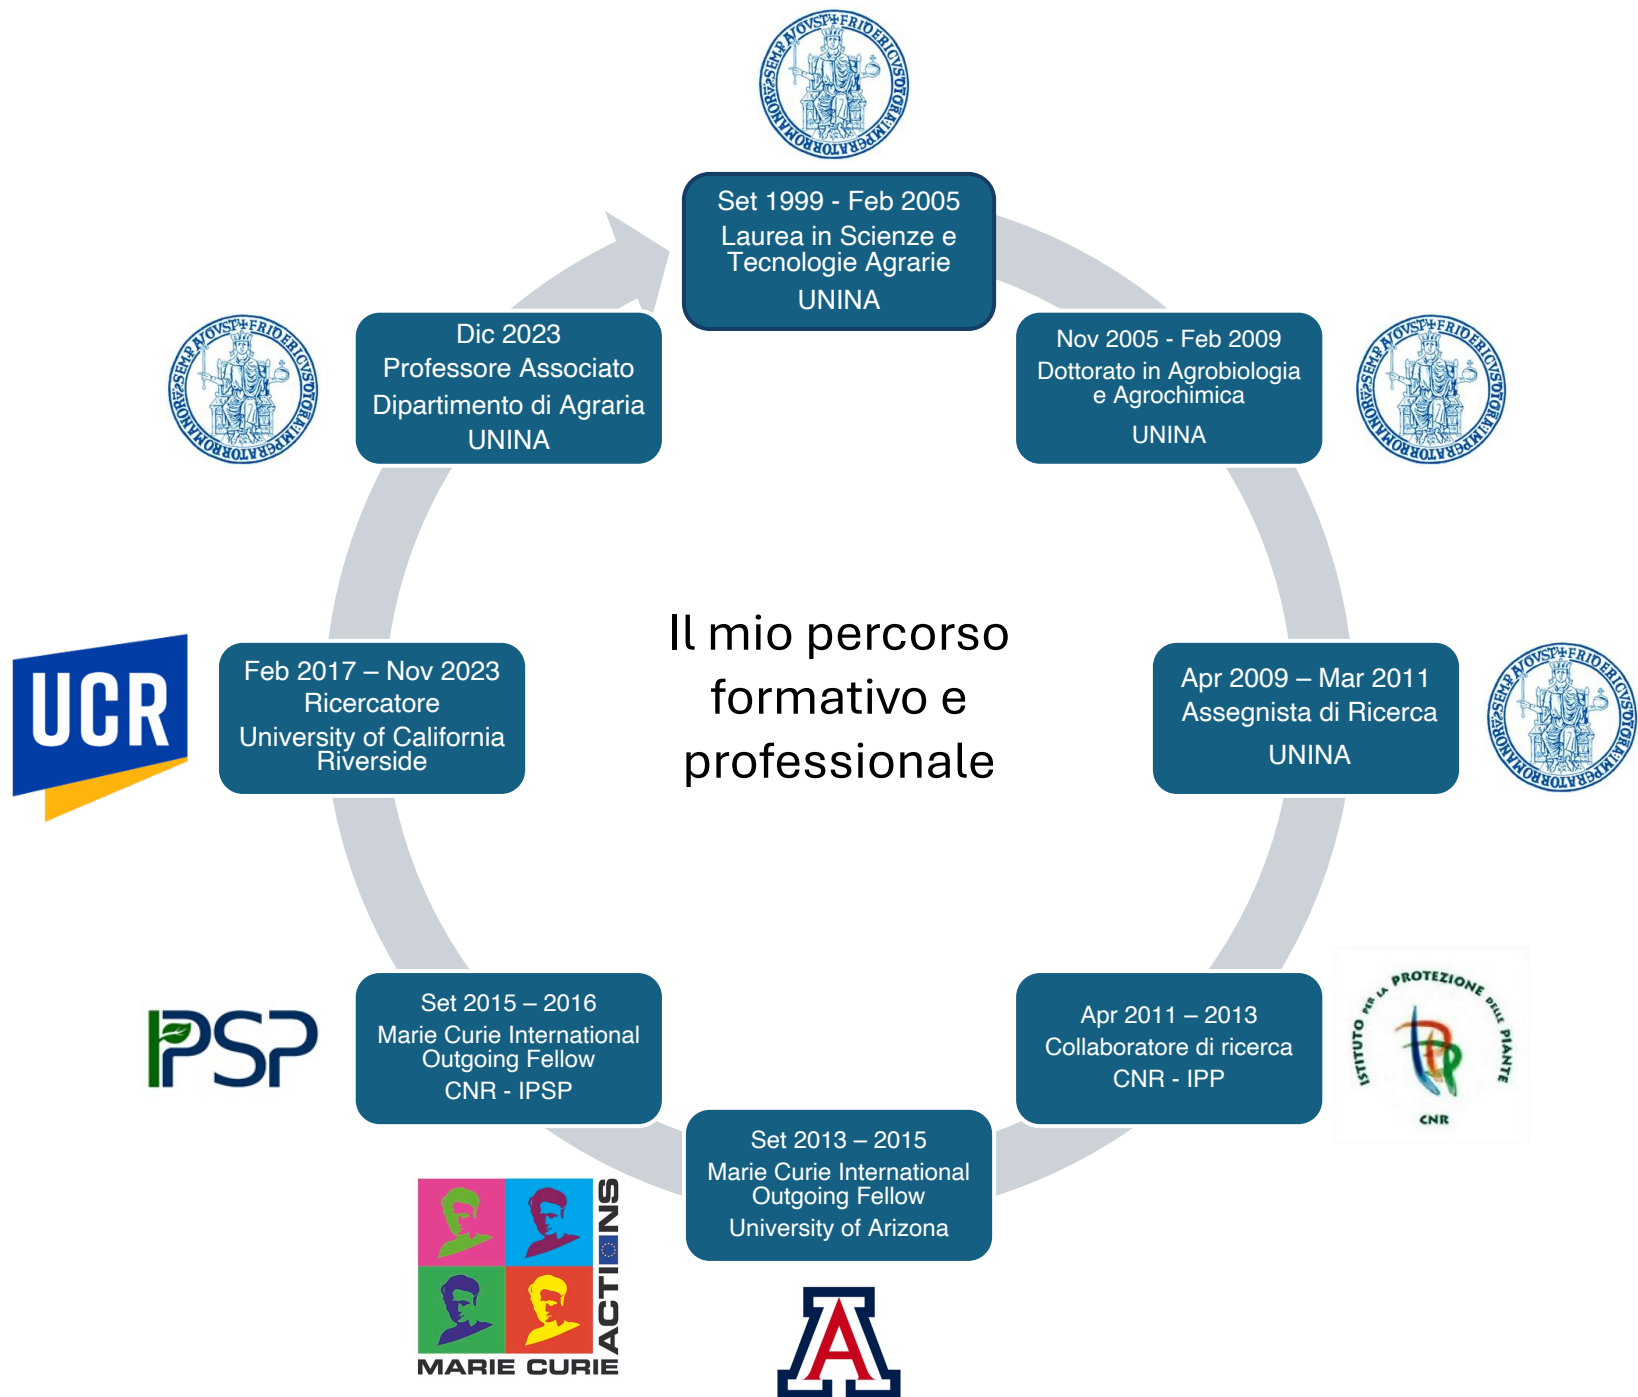 Set 1999 - Feb 2005
Laurea in Scienze e
Tecnologie Agrarie
UNINA
Nov 2005 - Feb 2009
Dottorato in Agrobiologia
e Agrochimica
UNINA
Apr 2009 – Mar 2011
Assegnista di Ricerca
UNINA
Apr 2011 – 2013
Collaboratore di ricerca
CNR - IPP
ISTITUTO PER LA PROTEZIONE DELLE PIANTE
CNR
Set 2013 – 2015
Marie Curie International
Outgoing Fellow
University of Arizona
A
Set 2015 – 2016
Marie Curie International
Outgoing Fellow
CNR - IPSP
IPSP
MARIE CURIE
ACTIONS
Feb 2017 – Nov 2023
Ricercatore
University of California
Riverside
UCR
Dic 2023
Professore Associato
Dipartimento di Agraria
UNINA
Il mio percorso
formativo e
professionale